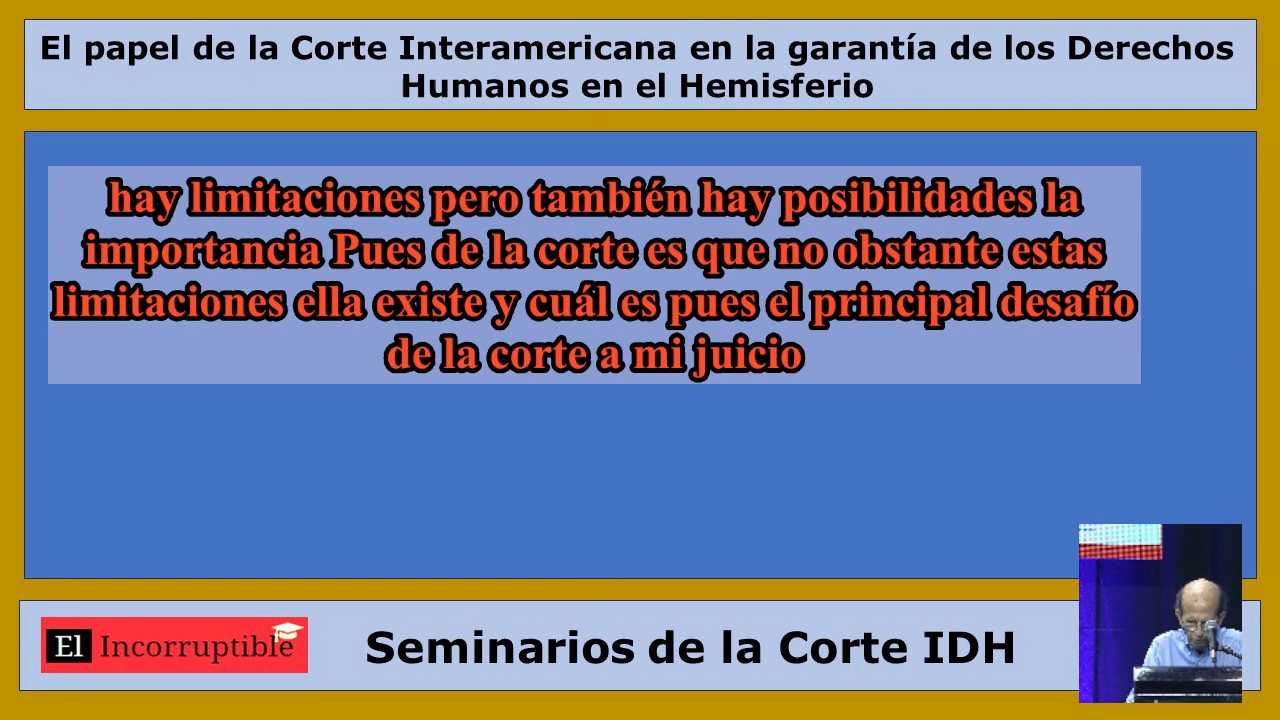 El papel de la Corte Interamericana en la garantía de los Derechos
Humanos en el Hemisferio
hay limitaciones pero también hay posibilidades la
importancia Pues de la corte es que no obstante estas
limitaciones ella existe y cuál es pues el principal desafío
de la corte a mi juicio
El Incorruptible
Seminarios de la Corte IDH